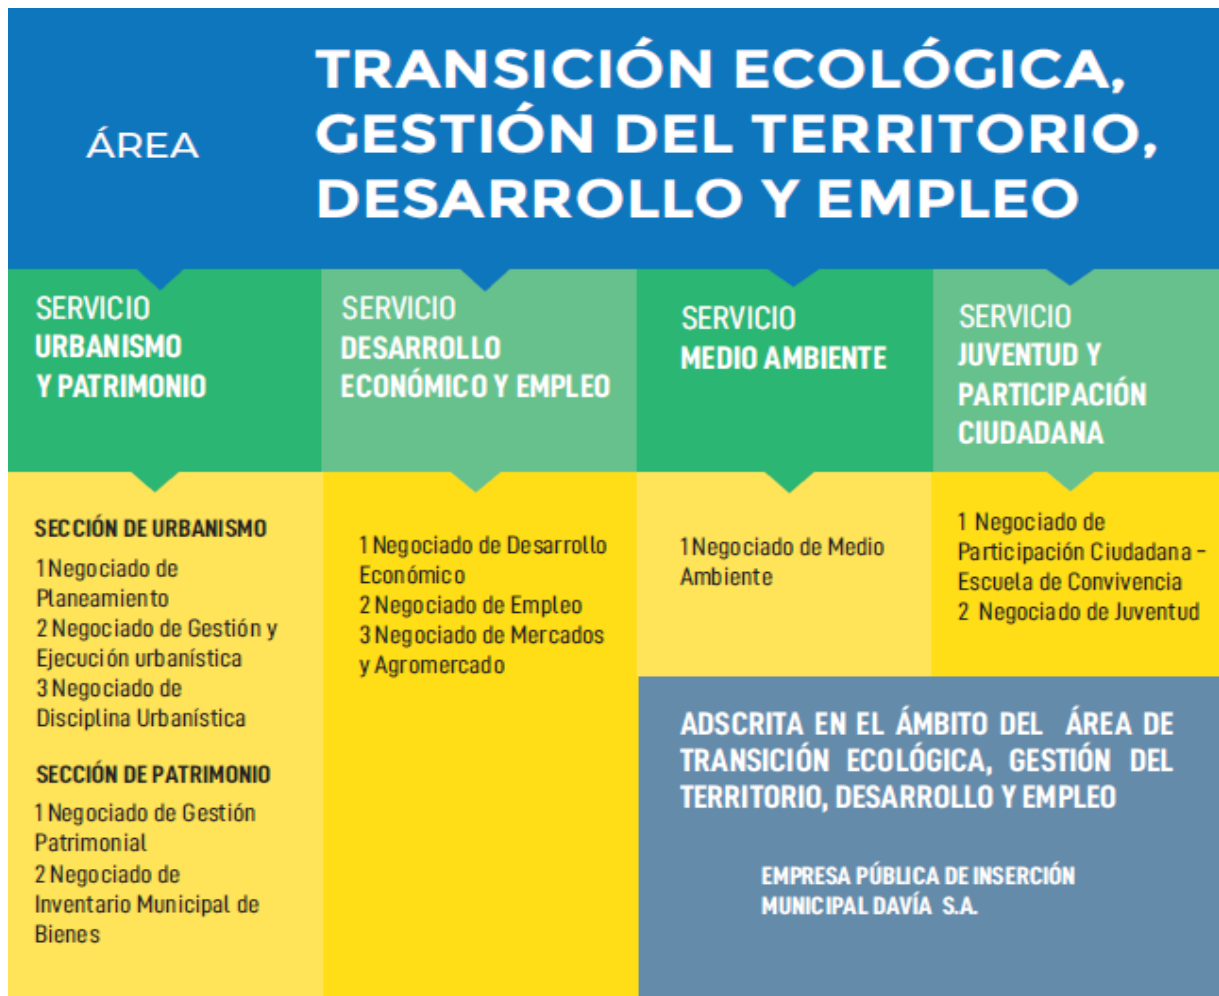 ÁREA
TRANSICIÓN ECOLÓGICA,
GESTIÓN DEL TERRITORIO,
DESARROLLO Y EMPLEO
SERVICIO
URBANISMO
Y PATRIMONIO
SECCIÓN DE URBANISMO
1 Negociado de
Planeamiento
2 Negociado de Gestión y
Ejecución urbanística
3 Negociado de
Disciplina Urbanística
SECCIÓN DE PATRIMONIO
1 Negociado de Gestión
Patrimonial
2 Negociado de
Inventario Municipal de
Bienes
SERVICIO
DESARROLLO
ECONÓMICO Y EMPLEO
1 Negociado de Desarrollo
Económico
2 Negociado de Empleo
3 Negociado de Mercados
y Agromercado
SERVICIO
MEDIO AMBIENTE
1 Negociado de Medio
Ambiente
SERVICIO
JUVENTUD Y
PARTICIPACIÓN
CIUDADANA
1 Negociado de
Participación Ciudadana –
Escuela de Convivencia
2 Negociado de Juventud
ADSCRITA EN EL ÁMBITO DEL ÁREA DE
TRANSICIÓN ECOLÓGICA, GESTIÓN DEL
TERRITORIO, DESARROLLO Y EMPLEO
EMPRESA PÚBLICA DE INSERCIÓN
MUNICIPAL DAVÍA S.A.